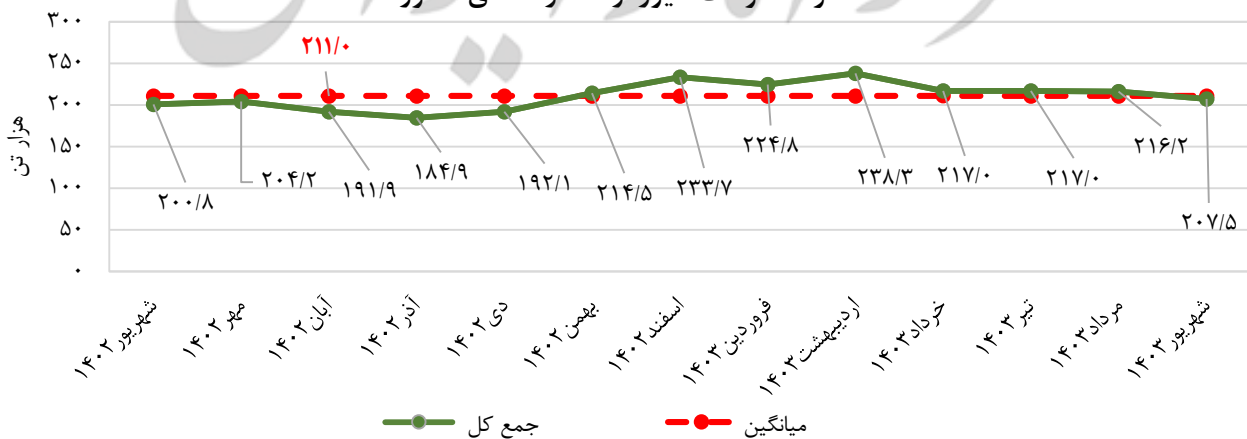 ۳۰۰
۲۵۰
۲۰۰
۱۵۰
۱۰۰
۵۰
۰
هزار تن
۲۱۱/۰
۲۰۰/۸
۲۰۴/۲
۱۹۱/۹
۱۸۴/۹
۱۹۲/۱
۲۱۴/۵
۲۳۳/۷
۲۲۴/۸
۲۳۸/۳
۲۱۷/۰
۲۱۷/۰
۲۱۶/۲
۲۰۷/۵
شهریور ۱۴۰۲
مهر ۱۴۰۲
آبان ۱۴۰۲
آذر ۱۴۰۲
دی ۱۴۰۲
بهمن ۱۴۰۲
اسفند ۱۴۰۲
فروردین ۱۴۰۳
اردیبهشت ۱۴۰۳
خرداد ۱۴۰۳
تیر ۱۴۰۳
مرداد ۱۴۰۳
شهریور ۱۴۰۳
جمع کل
میانگین